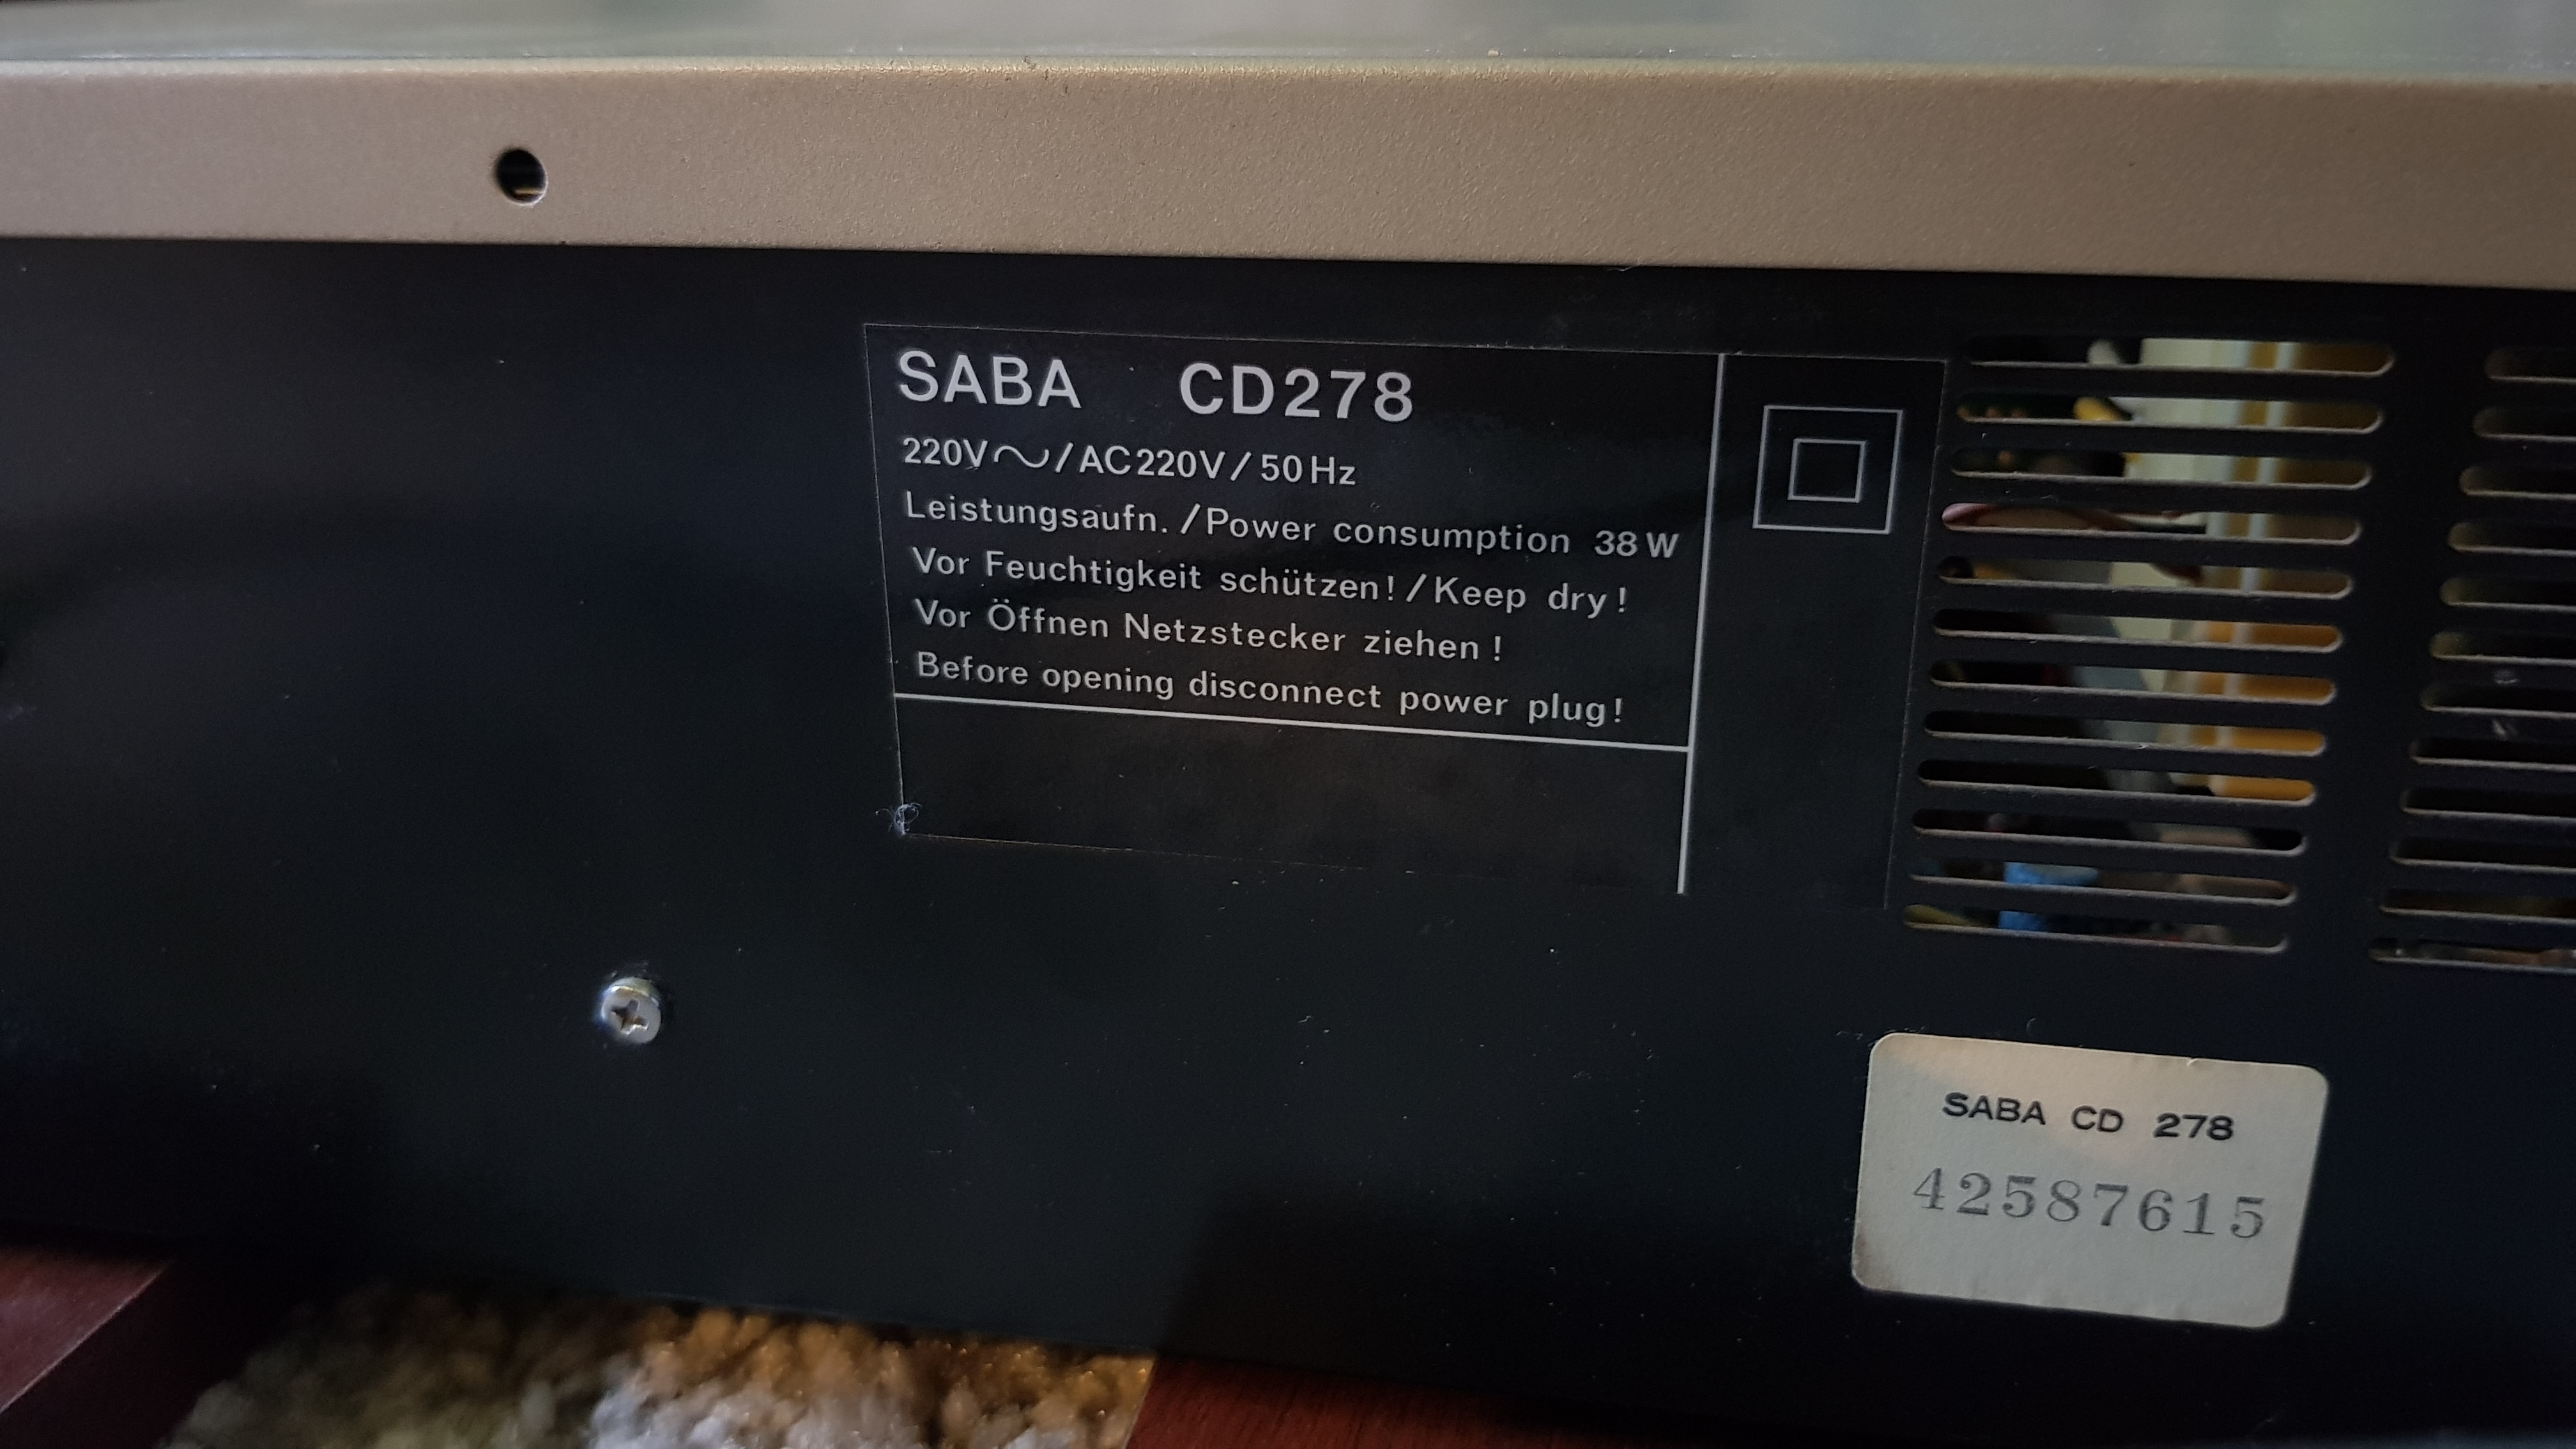 SABA CD278
220V～/AC220V/50Hz
Leistungsaufn./Power consumption 38W
Vor Feuchtigkeit schützen!/Keep dry!
Vor Öffnen Netzstecker ziehen!
Before opening disconnect power plug!
SABA CD 278
42587615